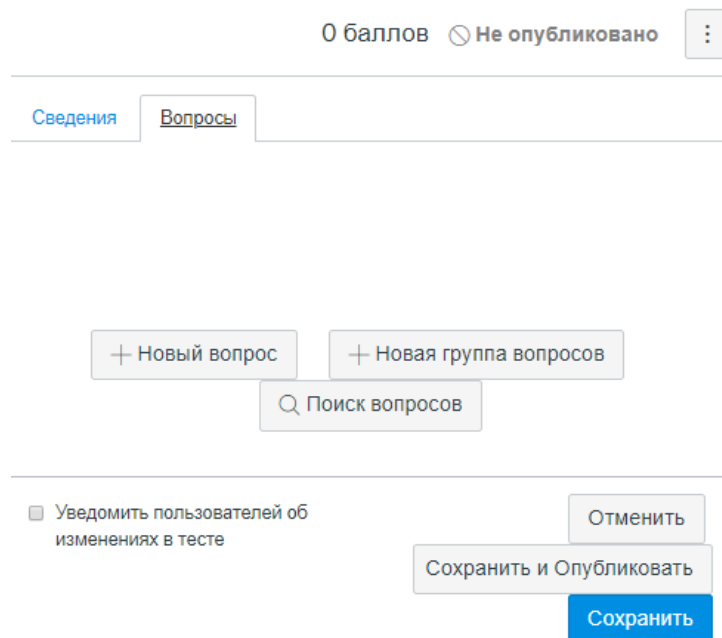 0 баллов Не опубликовано
Сведения Вопросы
Новый вопрос Новая группа вопросов
Поиск вопросов
Уведомить пользователей об
изменениях в тесте
Отменить
Сохранить и Опубликовать
Сохранить